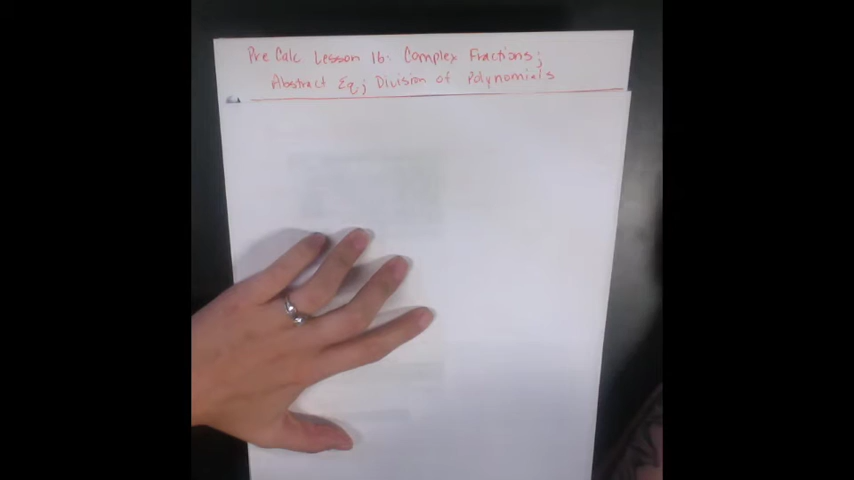 Pre Calc Lesson 16: Complex Fractions;
Abstract Eq; Division of Polynomials